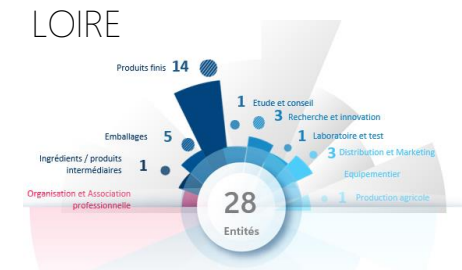 LOIRE
Produits finis 14
1 Etude et conseil
3 Recherche et innovation
Emballages 5
1 Laboratoire et test
3 Distribution et Marketing
Ingrédients / produits
intermédiaires 1
Equipementier
Organisation et Association
professionnelle
1 Production agricole
28
Entités